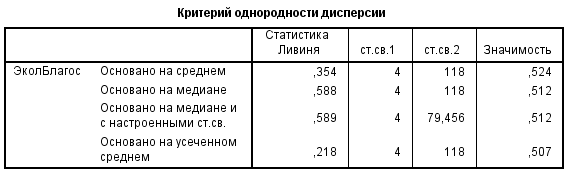 Критерий однородности дисперсии
Статистика Ливиня ст.св.1 ст.св.2 Значимость
ЭколБлагос Основано на среднем ,354 4 118 ,524
Основано на медиане ,588 4 118 ,512
Основано на медиане и с настроенными ст.св. ,589 4 79,456 ,512
Основано на усеченном среднем ,218 4 118 ,507